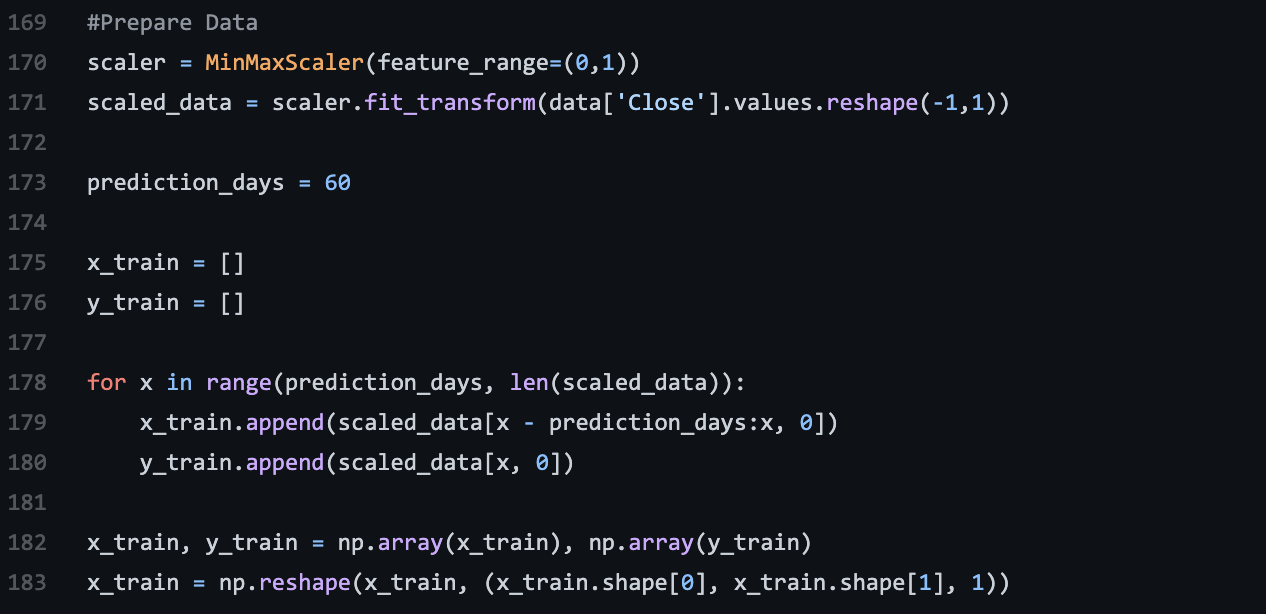 169 #Prepare Data
170 scaler = MinMaxScaler(feature_range=(0,1))
171 scaled_data = scaler.fit_transform(data['Close'].values.reshape(-1,1))
172
173 prediction_days = 60
174
175 x_train = []
176 y_train = []
177
178 for x in range(prediction_days, len(scaled_data)):
179     x_train.append(scaled_data[x - prediction_days:x, 0])
180     y_train.append(scaled_data[x, 0])
181
182 x_train, y_train = np.array(x_train), np.array(y_train)
183 x_train = np.reshape(x_train, (x_train.shape[0], x_train.shape[1], 1))